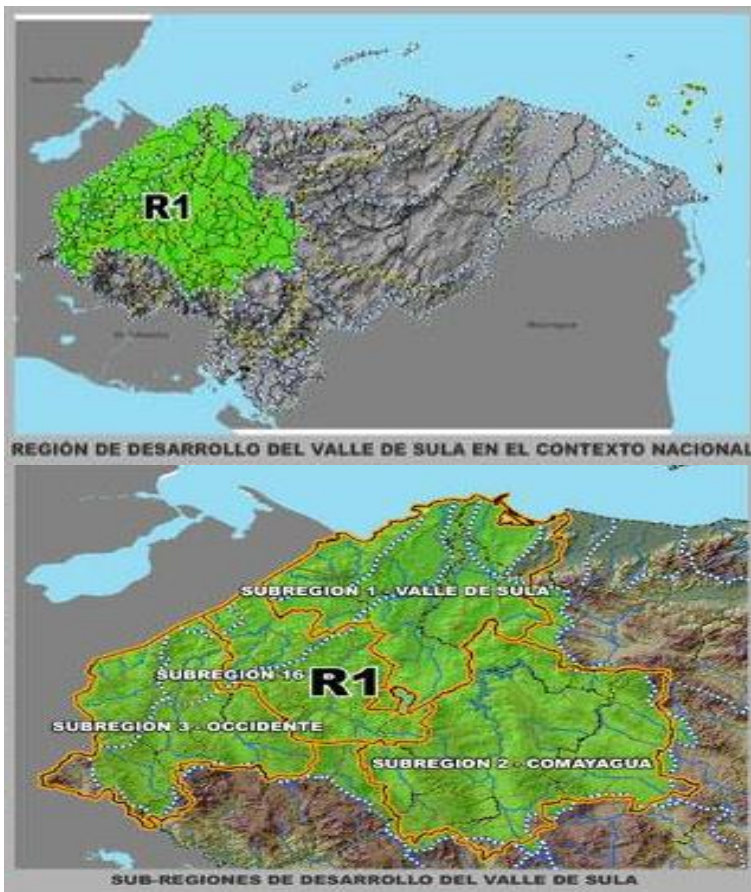 R1
REGIÓN DE DESARROLLO DEL VALLE DE SULA EN EL CONTEXTO NACIONAL
SUBREGION 1 - VALLE DE SULA
SUBREGION 16
R1
SUBREGION 3 - OCCIDENTE
SUBREGION 2 - COMAYAGUA
SUB-REGIONES DE DESARROLLO DEL VALLE DE SULA